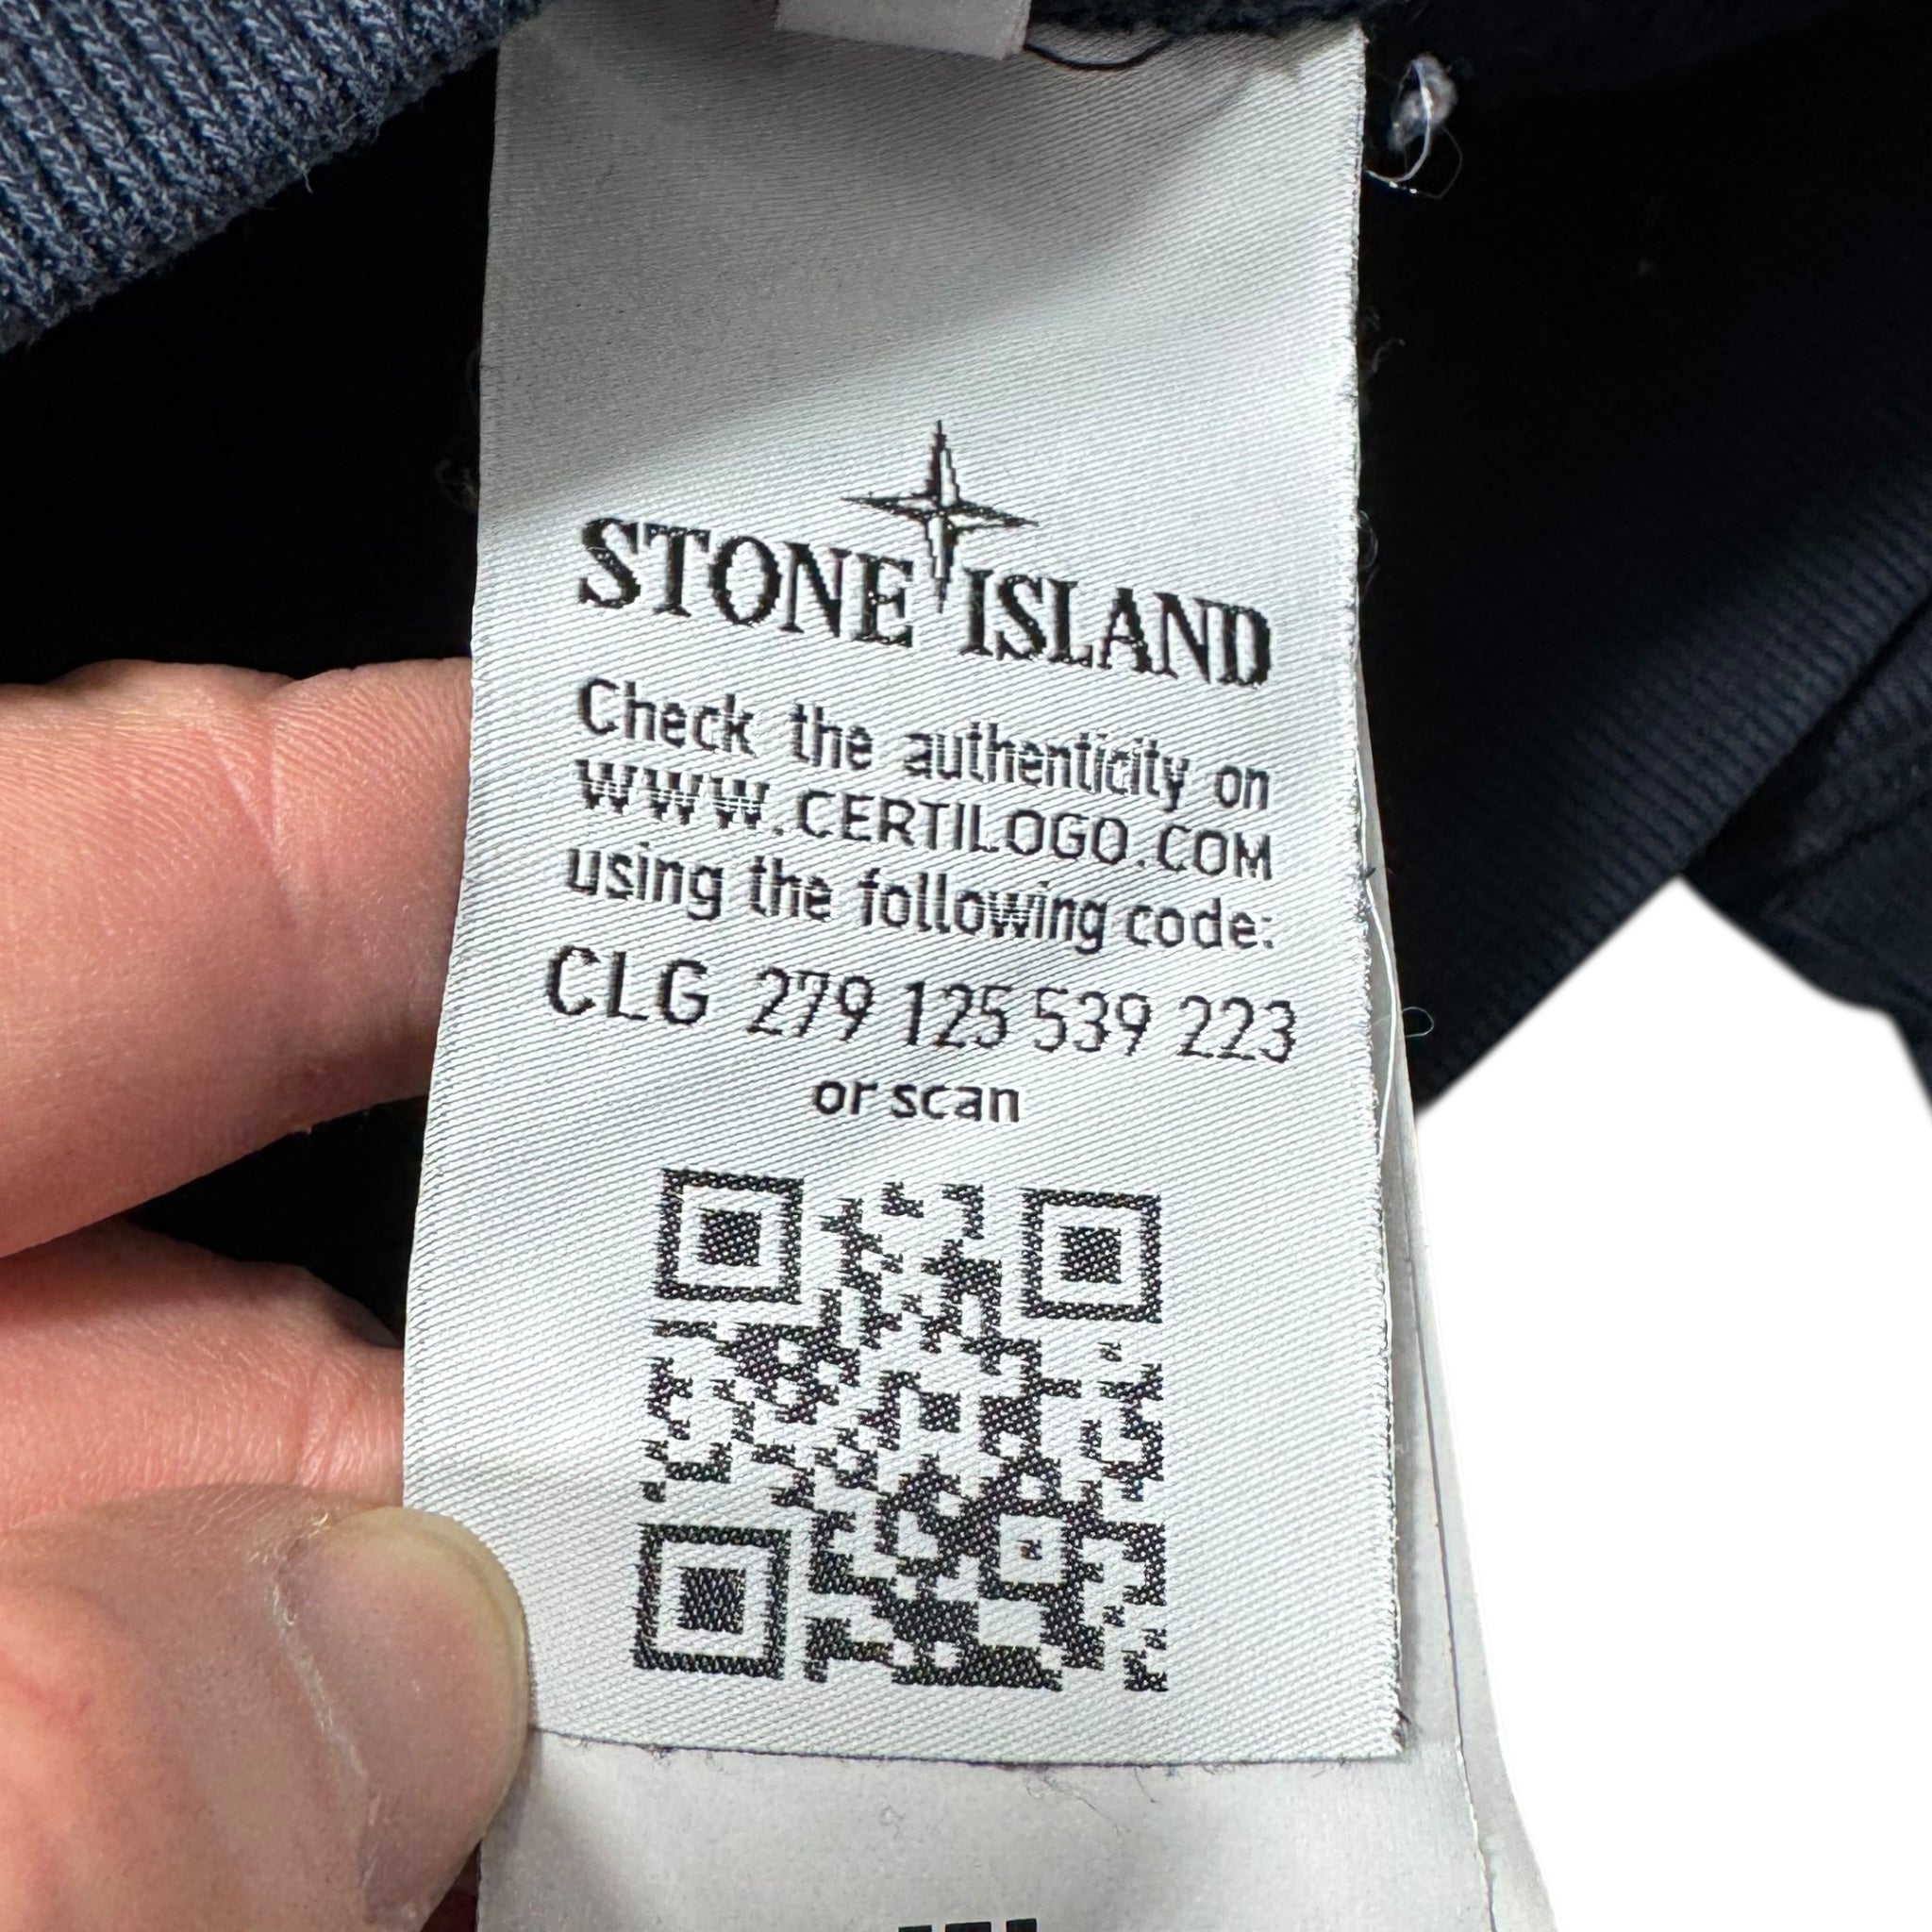 STONE ISLAND
Check the authenticity on
WWW.CERTILOGO.COM
using the following code:
CLG 279 125 539 223
or scan